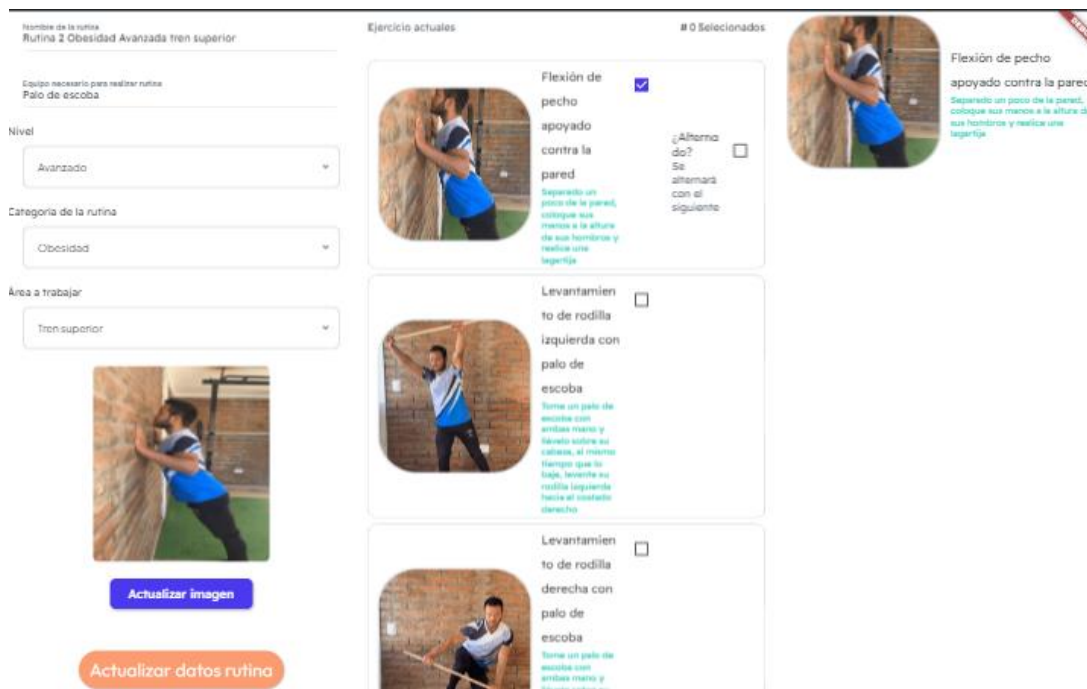 Nombre de la rutina
Rutina 2 Obesidad Avanzada tren superior
Equipo necesario para realizar rutina
Palo de escoba
Nivel
Avanzado
Categoria de la rutina
Obesidad
Área a trabajar
Tren superior
Actualizar imagen
Actualizar datos rutina
Ejercicio actuales
# 0 Selecionados
Flexión de
pecho
apoyado
contra la
pared
Separado un
poco de la pared,
coloque sus
manos a la altura
de sus hombros y
realice una
lagartija
¿Alterna
do?
Se
alternará
con el
siguiente
Levantamien
to de rodilla
izquierda con
palo de
escoba
Tome un palo de
escoba con
ambas mano y
llévelo sobre su
cabeza, al mismo
tiempo que lo
baja, levante su
rodilla izquierda
hacia el costado
derecho
Levantamien
to de rodilla
derecha con
palo de
escoba
Tome un palo de
escoba con
ambas mano y
llévelo sobre su
Flexión de pecho
apoyado contra la pared
Separado un poco de la pared,
coloque sus manos a la altura de
sus hombros y realice una
lagartija